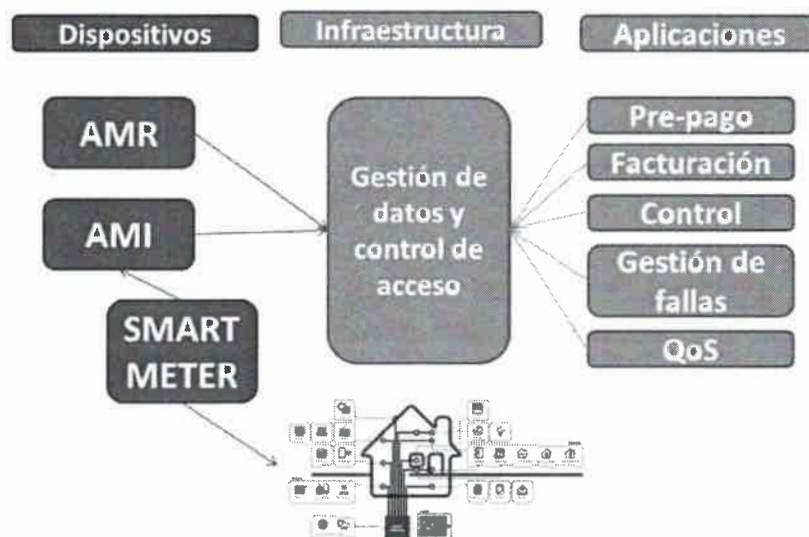 Dispositivos
Infraestructura
Aplicaciones
AMR
AMI
SMART
METER
Gestión de
datos y
control de
acceso
Pre-pago
Facturación
Control
Gestión de
fallas
QoS